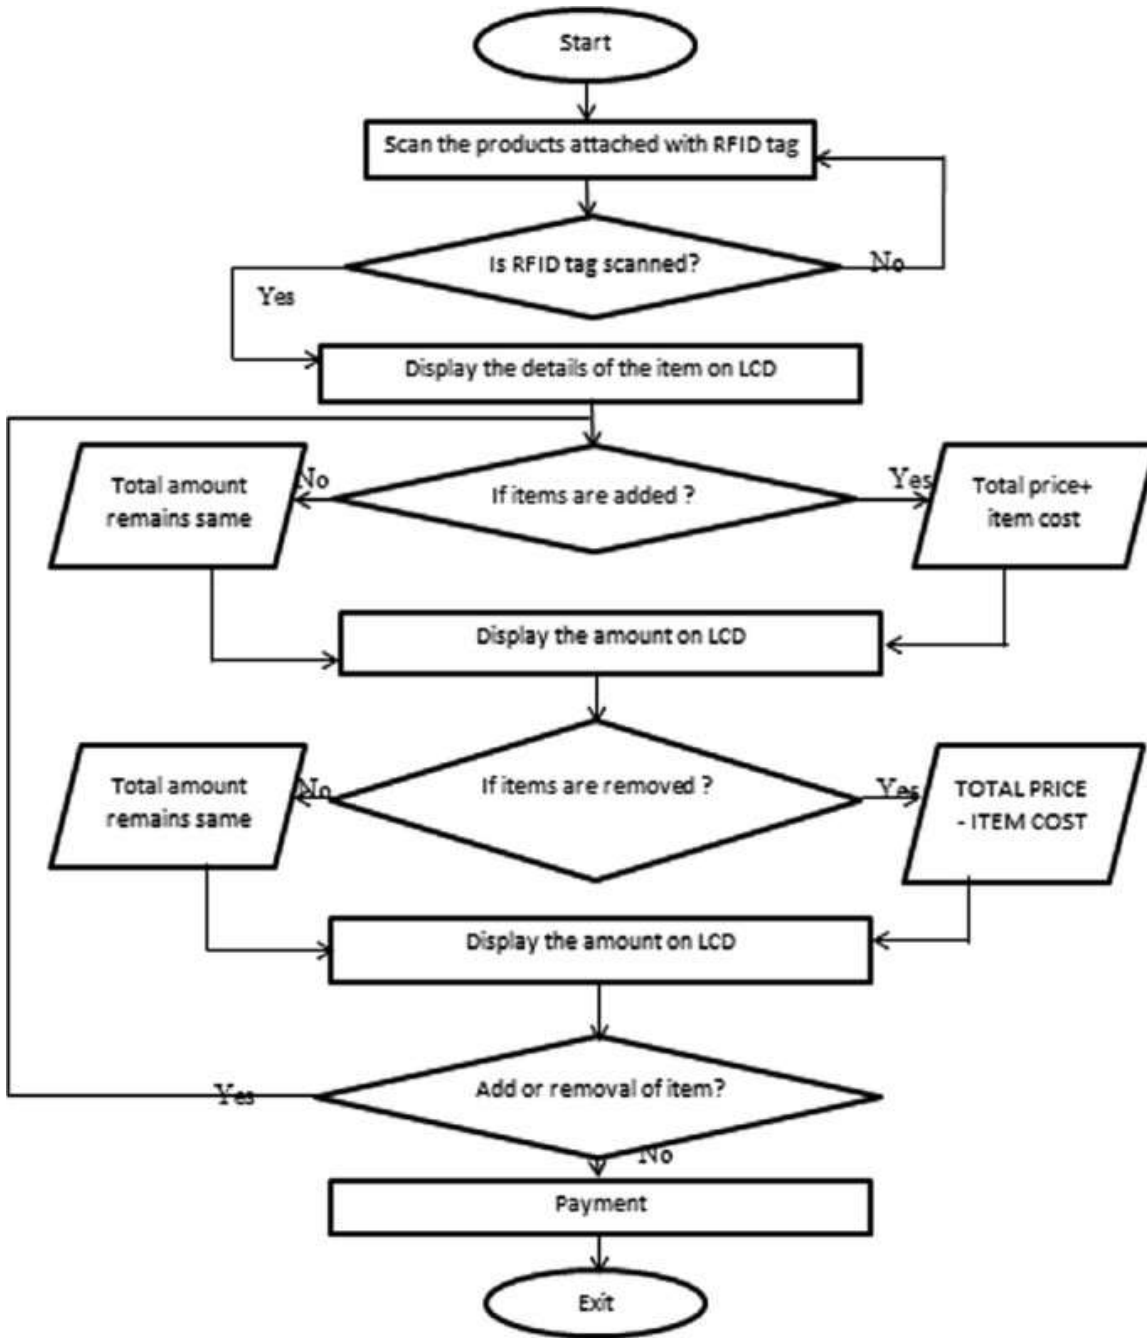 Start
Scan the products attached with RFID tag
Is RFID tag scanned?
No
Yes
Display the details of the item on LCD
Total amount
remains same
No
If items are added ?
Yes
Total price+
item cost
Display the amount on LCD
Total amount
remains same
No
If items are removed ?
Yes
TOTAL PRICE
- ITEM COST
Display the amount on LCD
Yes
Add or removal of item?
No
Payment
Exit